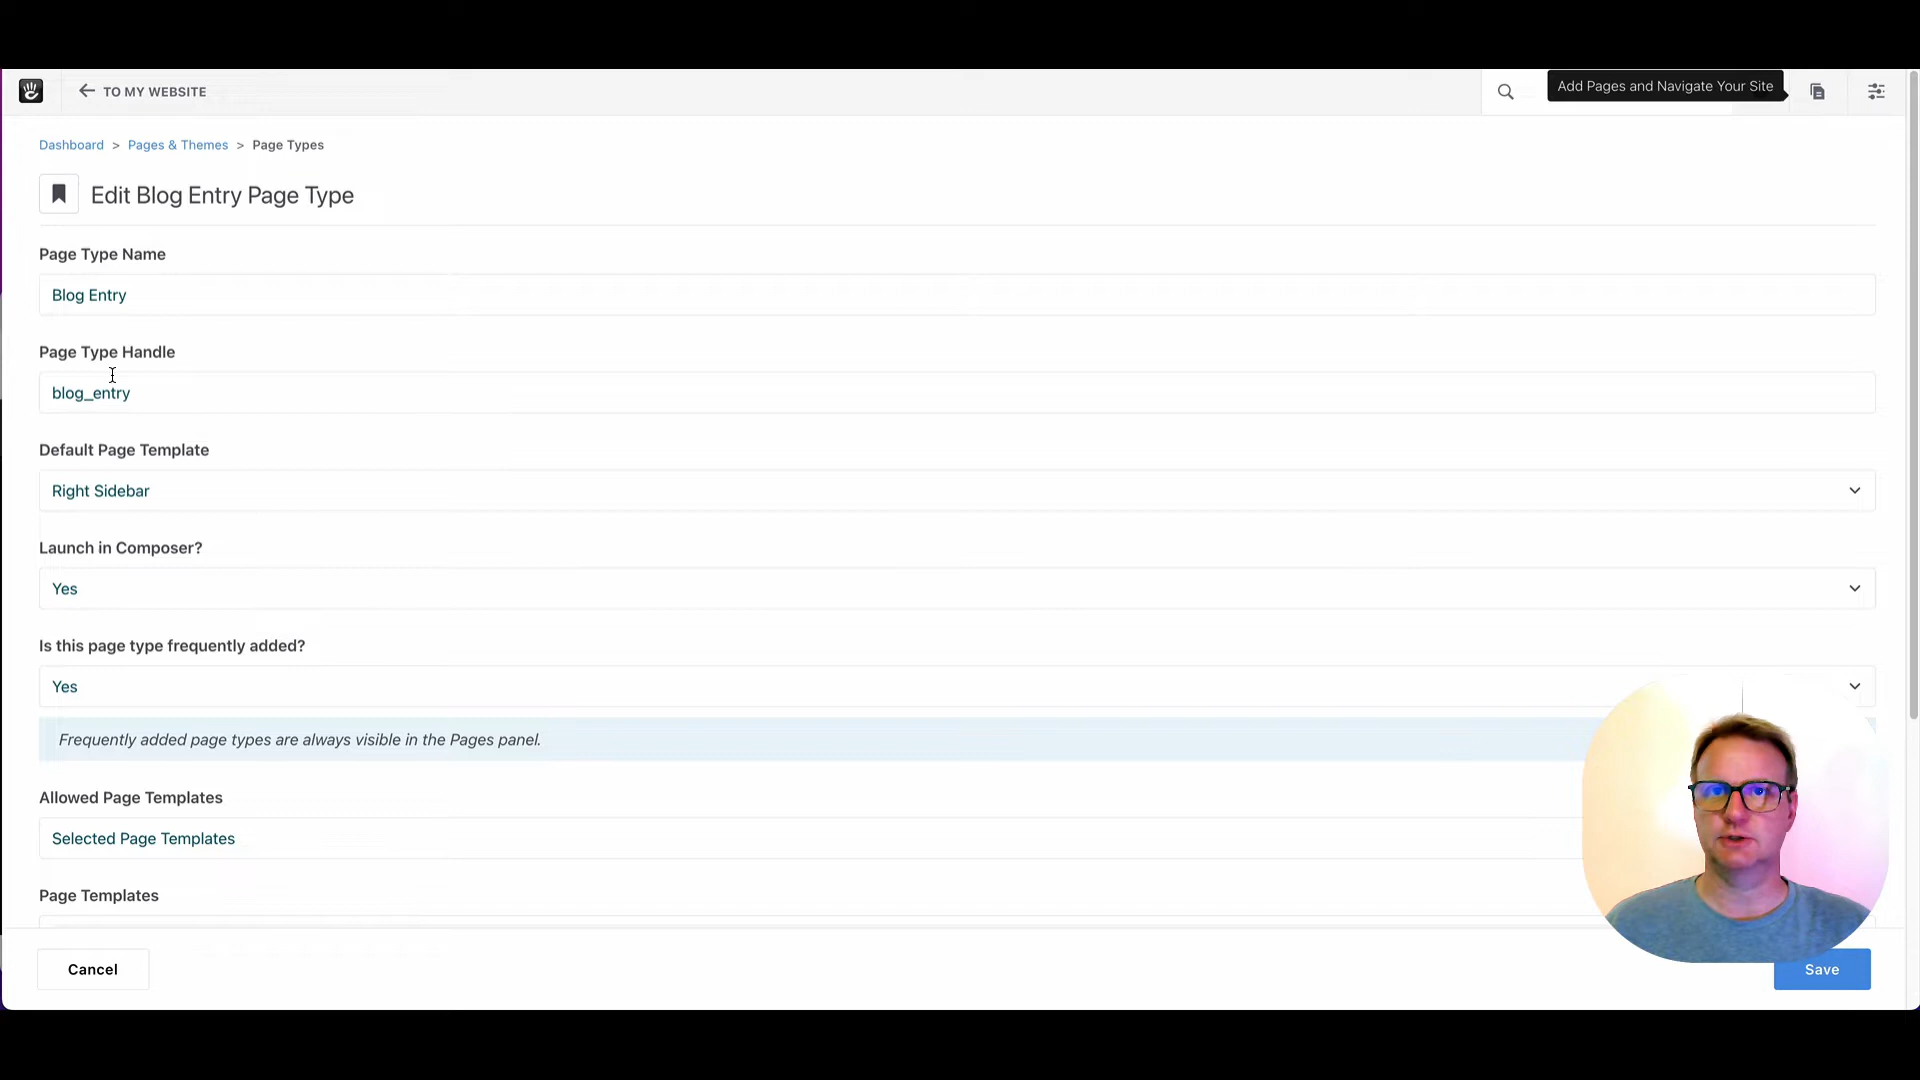 TO MY WEBSITE
Add Pages and Navigate Your Site
Dashboard > Pages & Themes > Page Types
Edit Blog Entry Page Type
Page Type Name
Blog Entry
Page Type Handle
blog_entry
Default Page Template
Right Sidebar
Launch in Composer?
Yes
Is this page type frequently added?
Yes
Frequently added page types are always visible in the Pages panel.
Allowed Page Templates
Selected Page Templates
Page Templates
Cancel
Save